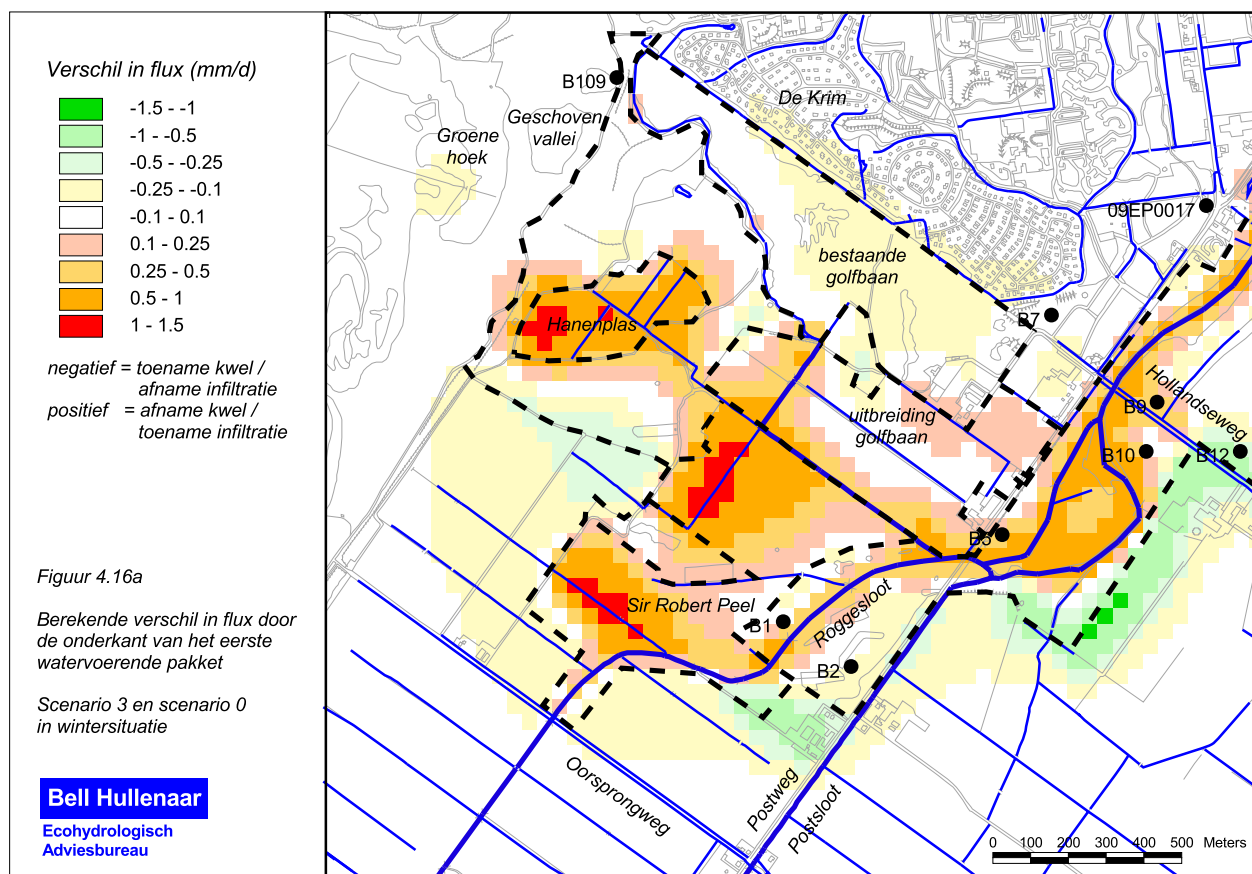 Verschil in flux (mm/d)
-1.5 - -1
-1 - -0.5
-0.5 - -0.25
-0.25 - -0.1
-0.1 - 0.1
0.1 - 0.25
0.25 - 0.5
0.5 - 1
1 - 1.5
negatief = toename kwel /
afname infiltratie
positief = afname kwel /
toename infiltratie
Figuur 4.16a
Berekende verschil in flux door
de onderkant van het eerste
watervoerende pakket
Scenario 3 en scenario 0
in wintersituatie
Bell Hullenaar
Ecohydrologisch
Adviesbureau
B109
De Krim
Geschoven
vallei
Groene
hoek
09EP0017
bestaande
golfbaan
B7
Hanenplas
Hollandseweg
B9
uitbreiding
golfbaan
B10
B12
B3
Sir Robert Peel
B1
Roggesloot
B2
Oorsprongweg
Postweg
Postsloot
0 100 200 300 400 500 Meters